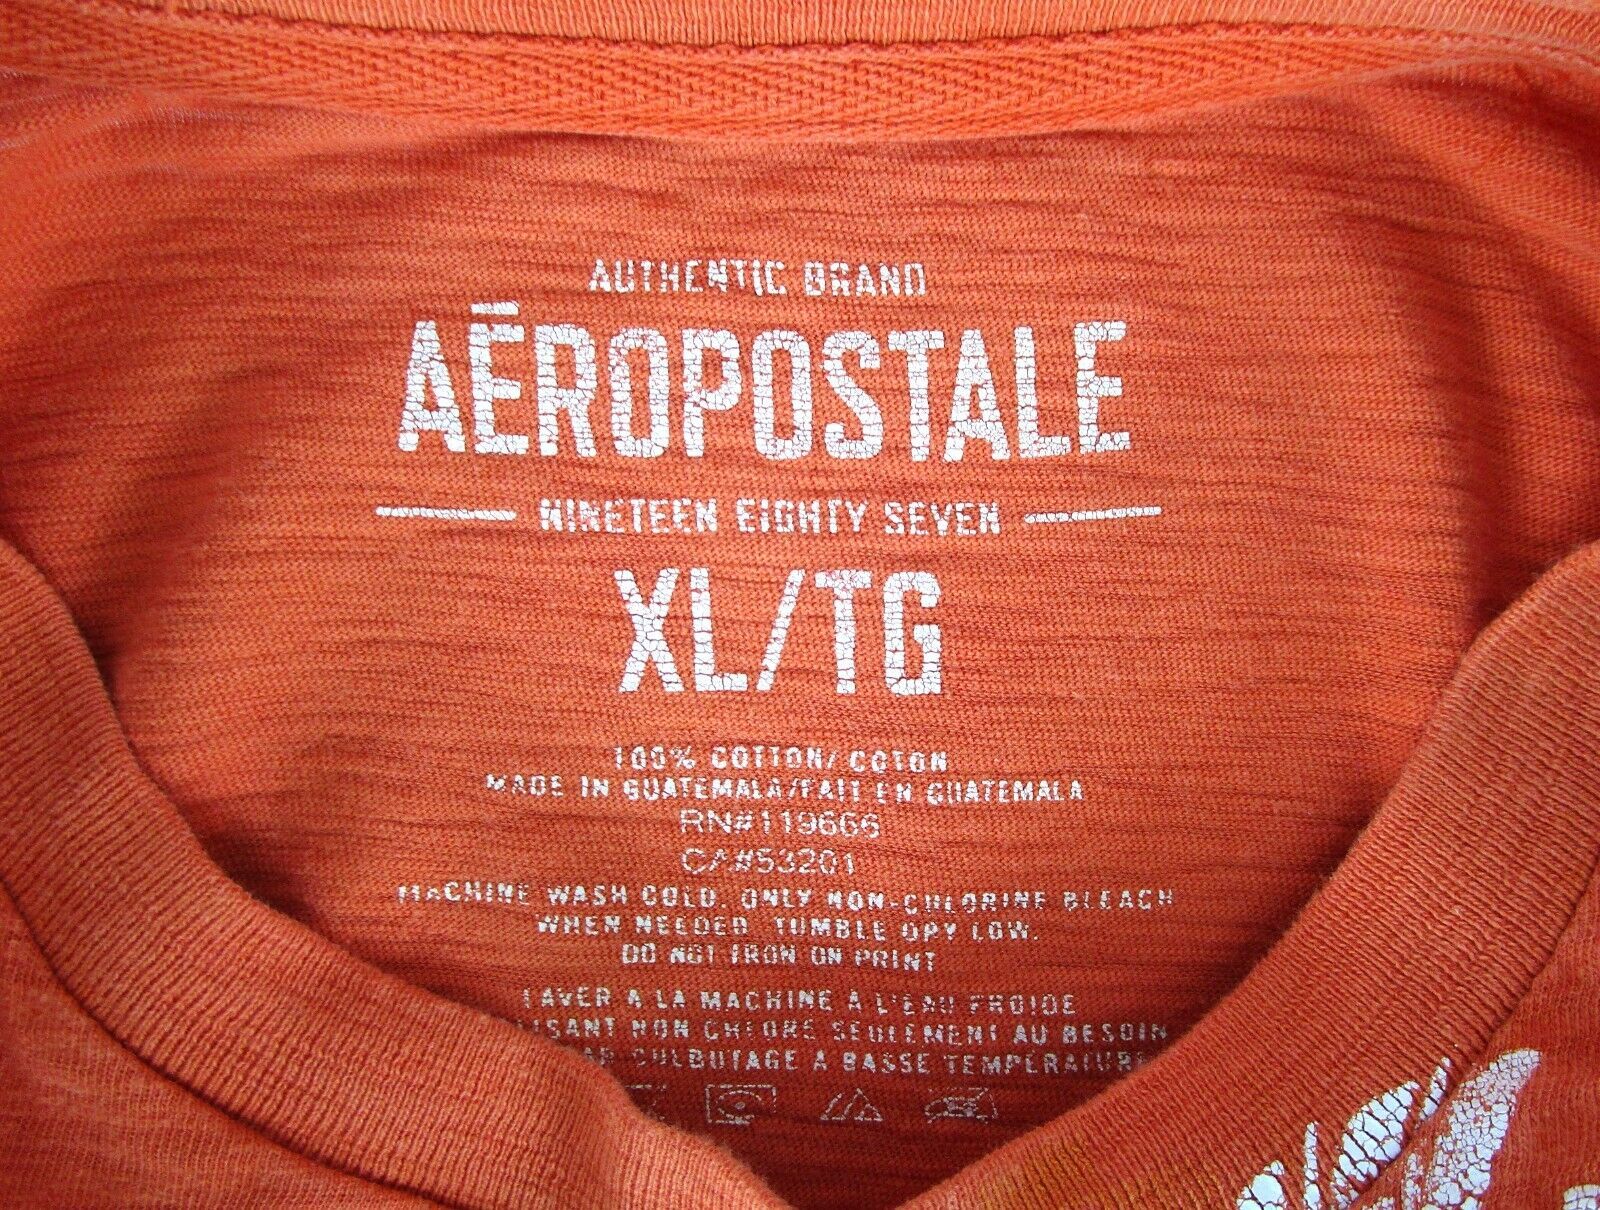 AUTHENTIC BRAND
AÉROPOSTALE
NINETEEN EIGHTY SEVEN
XL/TG
100% COTTON/COTON
MADE IN GUATEMALA/FAIT EN GUATEMALA
RN#119666
CA#53201
MACHINE WASH COLD. ONLY NON-CHLORINE BLEACH
WHEN NEEDED. TUMBLE DRY LOW.
DO NOT IRON ON PRINT
LAVER A LA MACHINE A L'EAU FROIDE
NON CHLORE SEULEMENT AU BESOIN
CULBUTAGE A BASSE TEMPERATURE